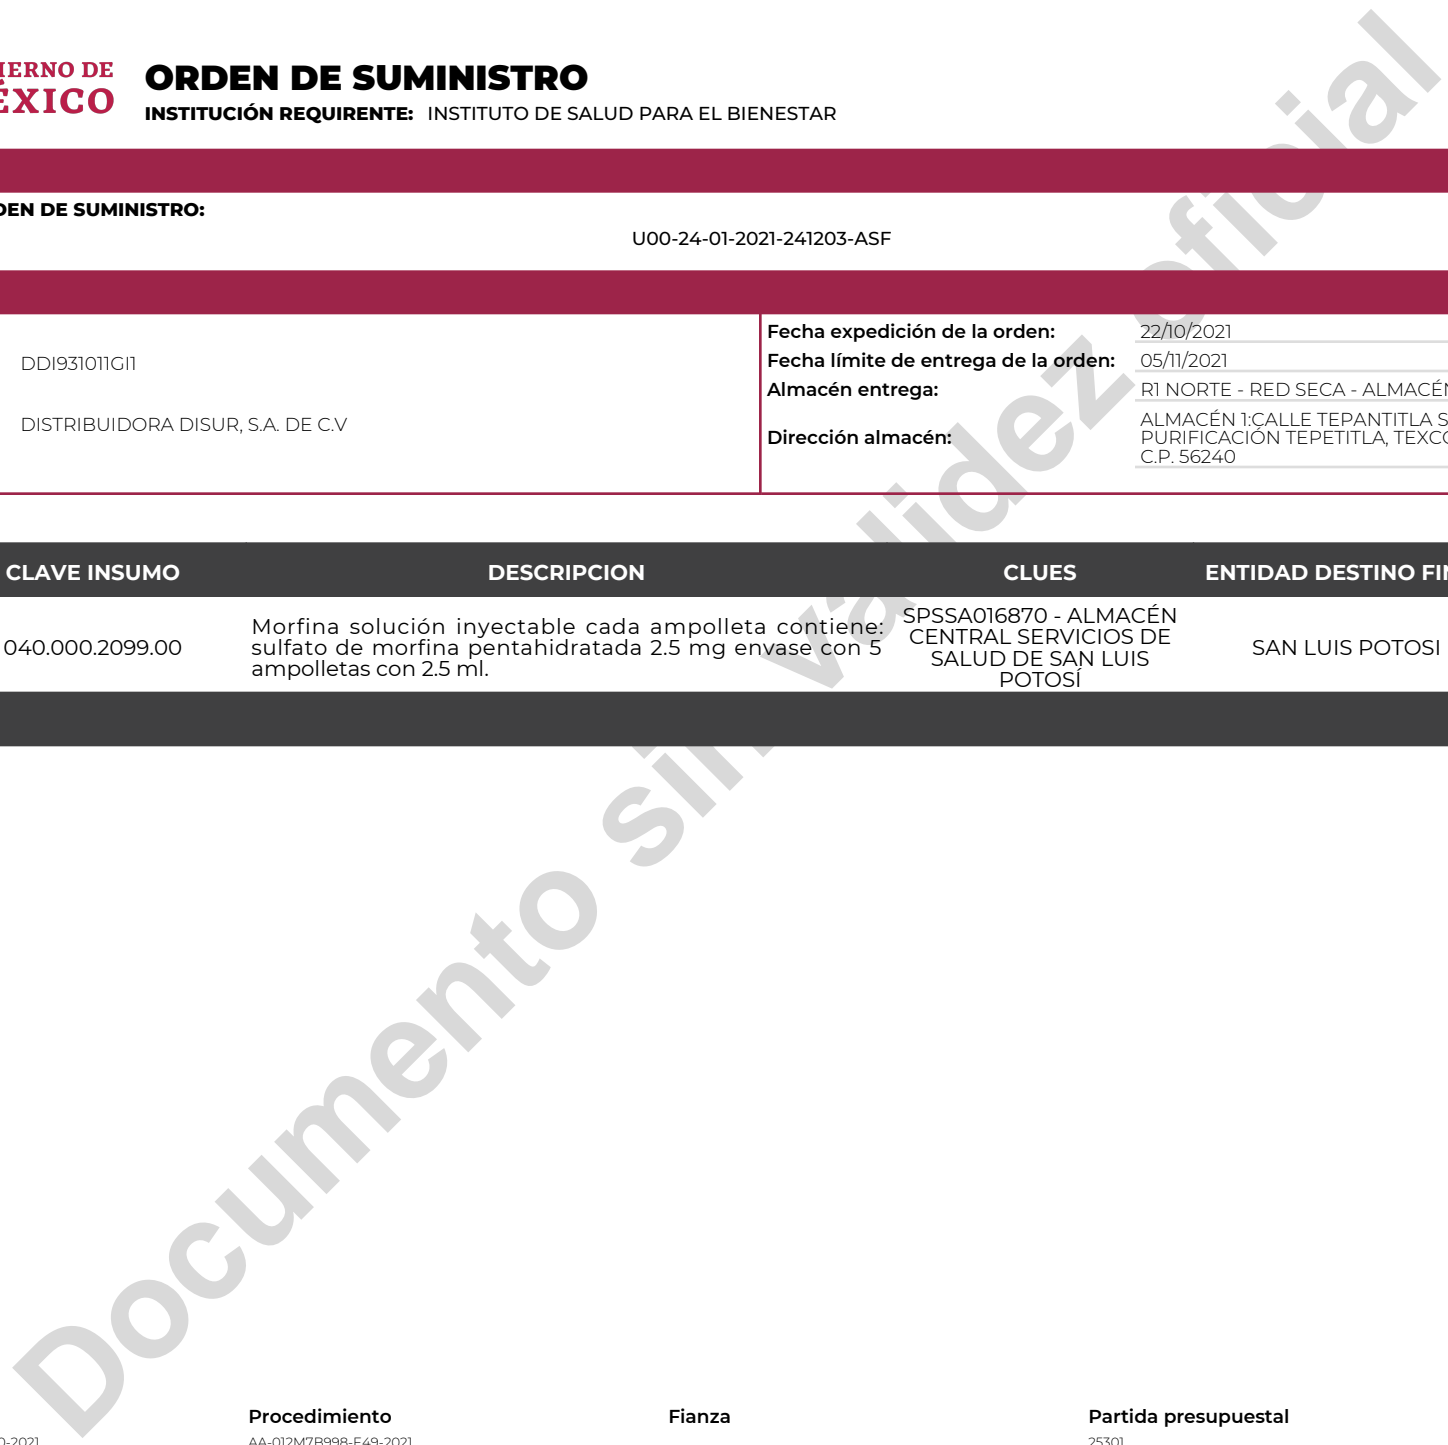 IERNO DE
ÉXICO
ORDEN DE SUMINISTRO
INSTITUCIÓN REQUIRENTE: INSTITUTO DE SALUD PARA EL BIENESTAR
DEN DE SUMINISTRO:
U00-24-01-2021-241203-ASF
DDI931011GI1
DISTRIBUIDORA DISUR, S.A. DE C.V
Fecha expedición de la orden: 22/10/2021
Fecha límite de entrega de la orden: 05/11/2021
Almacén entrega: R1 NORTE - RED SECA - ALMACÉN
Dirección almacén:
ALMACÉN 1:CALLE TEPANTITLA S
PURIFICACIÓN TEPETITLA, TEXCO
C.P. 56240
CLAVE INSUMO DESCRIPCION CLUES ENTIDAD DESTINO FIN
040.000.2099.00
Morfina solución inyectable cada ampolleta contiene:
sulfato de morfina pentahidratada 2.5 mg envase con 5
ampolletas con 2.5 ml.
SPSSA016870 - ALMACÉN
CENTRAL SERVICIOS DE
SALUD DE SAN LUIS
POTOSÍ
SAN LUIS POTOSI
Documento sin validez oficial
Procedimiento Fianza Partida presupuestal
0-2021 AA-012M7B998-E49-2021 25301